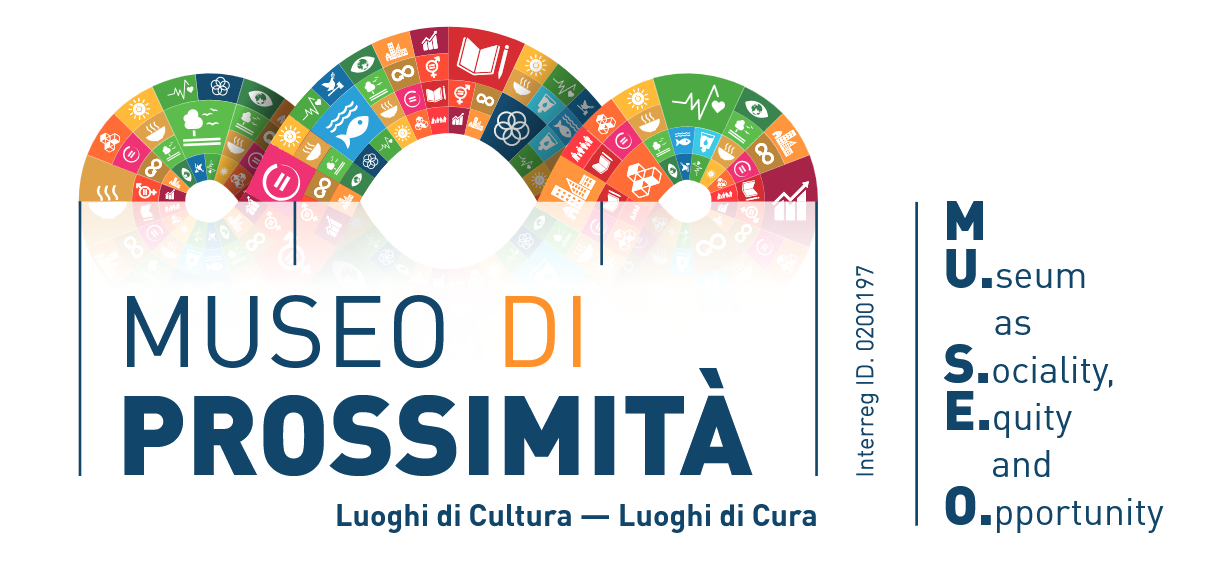 MUSEO DI
PROSSIMITÀ
Luoghi di Cultura — Luoghi di Cura
Interreg ID. 0200197
M
U.seum
as
S.ociality,
E.quity
and
O.pportunity